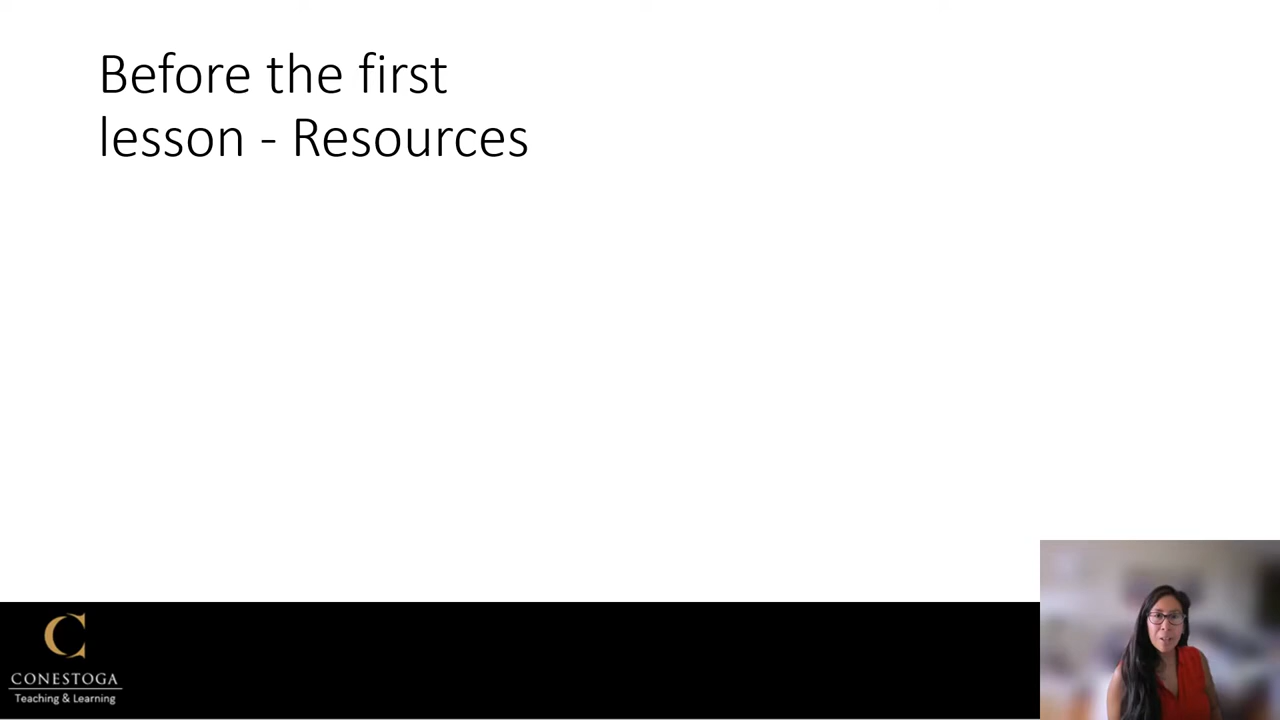 Before the first
lesson - Resources
C
CONESTOGA
Teaching & Learning